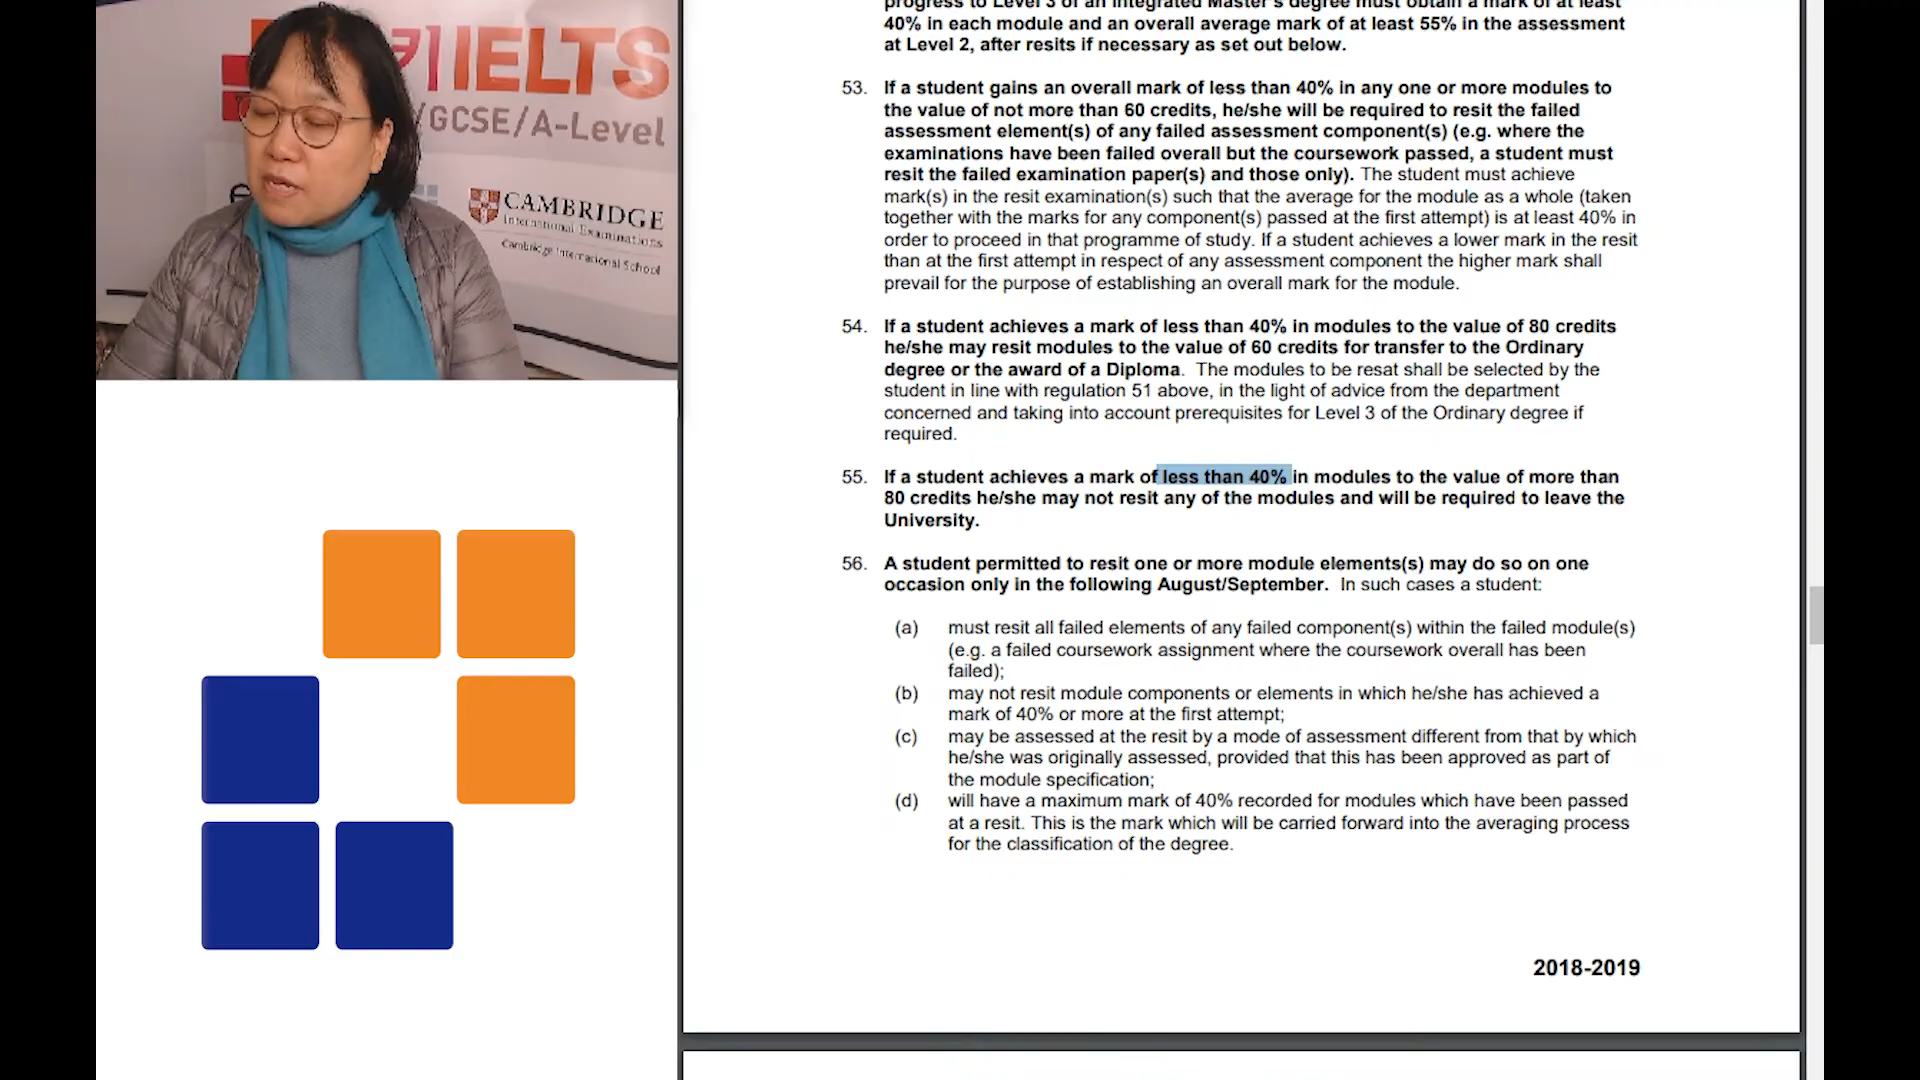 IELTS
/GCSE/A-Level
CAMBRIDGE
International Examinations
Cambridge International School
progress to Level 3 of an Integrated Master's degree must obtain a mark of at least
40% in each module and an overall average mark of at least 55% in the assessment
at Level 2, after resits if necessary as set out below.
53. If a student gains an overall mark of less than 40% in any one or more modules to
the value of not more than 60 credits, he/she will be required to resit the failed
assessment element(s) of any failed assessment component(s) (e.g. where the
examinations have been failed overall but the coursework passed, a student must
resit the failed examination paper(s) and those only). The student must achieve
mark(s) in the resit examination(s) such that the average for the module as a whole (taken
together with the marks for any component(s) passed at the first attempt) is at least 40% in
order to proceed in that programme of study. If a student achieves a lower mark in the resit
than at the first attempt in respect of any assessment component the higher mark shall
prevail for the purpose of establishing an overall mark for the module.
54. If a student achieves a mark of less than 40% in modules to the value of 80 credits
he/she may resit modules to the value of 60 credits for transfer to the Ordinary
degree or the award of a Diploma. The modules to be resat shall be selected by the
student in line with regulation 51 above, in the light of advice from the department
concerned and taking into account prerequisites for Level 3 of the Ordinary degree if
required.
55. If a student achieves a mark of less than 40% in modules to the value of more than
80 credits he/she may not resit any of the modules and will be required to leave the
University.
56. A student permitted to resit one or more module elements(s) may do so on one
occasion only in the following August/September. In such cases a student:
(a) must resit all failed elements of any failed component(s) within the failed module(s)
(e.g. a failed coursework assignment where the coursework overall has been
failed);
(b) may not resit module components or elements in which he/she has achieved a
mark of 40% or more at the first attempt;
(c) may be assessed at the resit by a mode of assessment different from that by which
he/she was originally assessed, provided that this has been approved as part of
the module specification;
(d) will have a maximum mark of 40% recorded for modules which have been passed
at a resit. This is the mark which will be carried forward into the averaging process
for the classification of the degree.
2018-2019